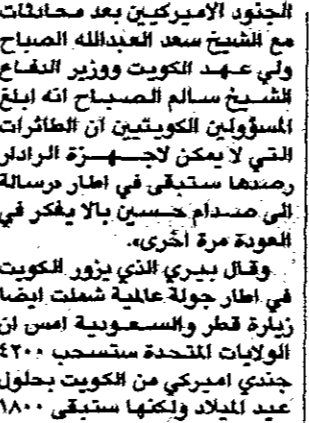 الجنود الاميركيين بعد محادثات
مع الشيخ سعد العبدالله الصباح
ولي عهد الكويت ووزير الدفاع
الشيخ سالم الصباح انه ابلغ
المسؤولين الكويتيين ان الطائرات
التي لا يمكن لاجهزة الرادار
رصدها ستبقى في اطار «رسالة
الى صدام حسين بالا يفكر في
العودة مرة اخرى».
وقال بيري الذي يزور الكويت
في اطار جولة عالمية شملت ايضا
زيارة قطر والسعودية امس ان
الولايات المتحدة ستسحب ٤٢٠٠
جندي اميركي من الكويت بحلول
عيد الميلاد ولكنها ستبقى ١٨٠٠